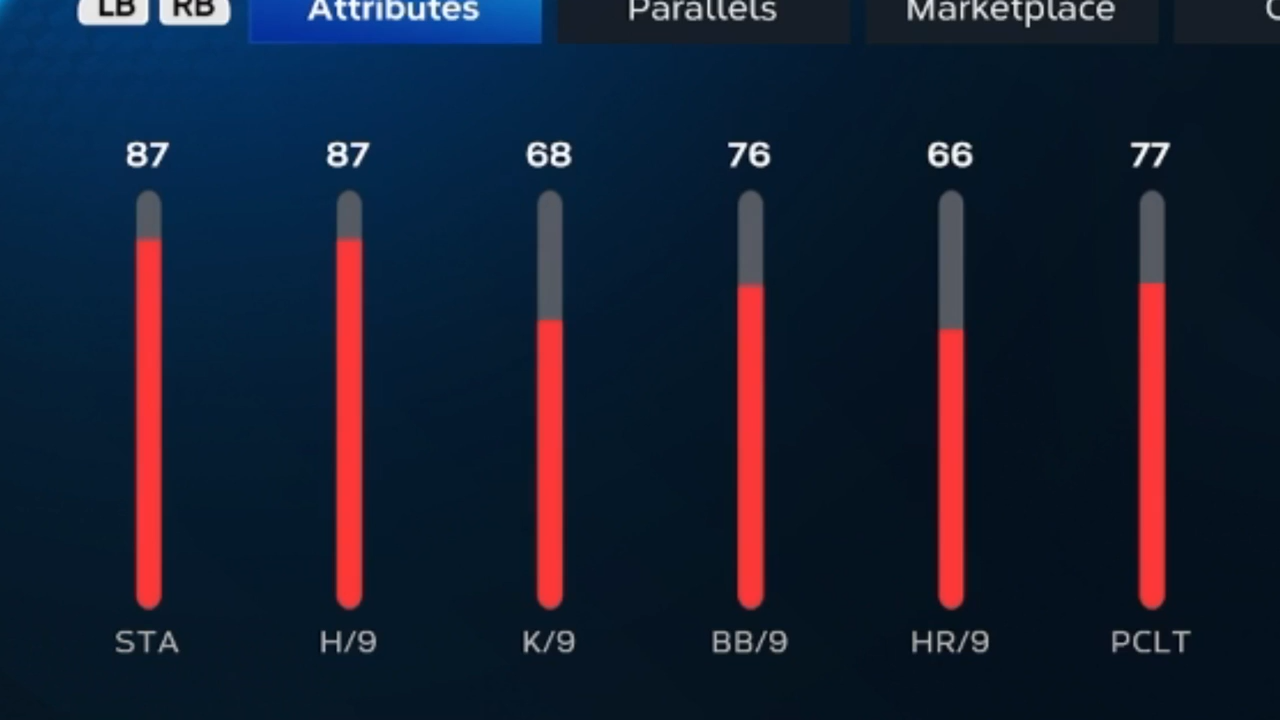 LB RB Attributes Parallels Marketplace
87 87 68 76 66 77
STA H/9 K/9 BB/9 HR/9 PCLT